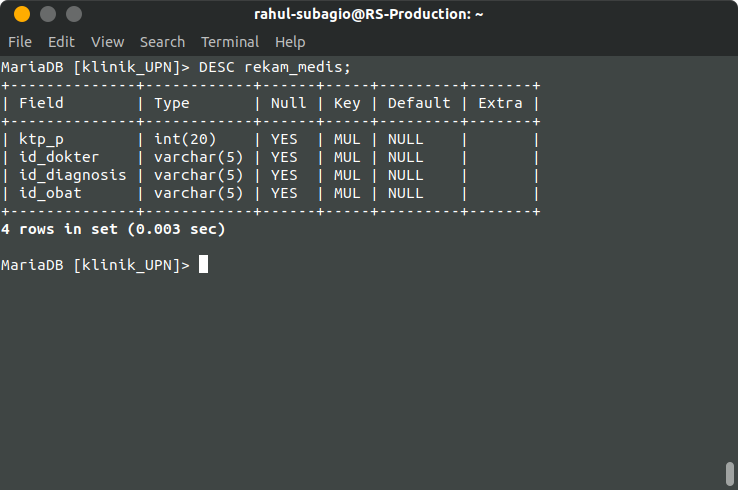 rahul-subagio@RS-Production: ~
File Edit View Search Terminal Help
MariaDB [klinik_UPN]> DESC rekam_medis;
+--------------+------------+------+-----+---------+-------+
| Field        | Type       | Null | Key | Default | Extra |
+--------------+------------+------+-----+---------+-------+
| ktp_p        | int(20)    | YES  | MUL | NULL    |       |
| id_dokter    | varchar(5) | YES  | MUL | NULL    |       |
| id_diagnosis | varchar(5) | YES  | MUL | NULL    |       |
| id_obat      | varchar(5) | YES  | MUL | NULL    |       |
+--------------+------------+------+-----+---------+-------+
4 rows in set (0.003 sec)
MariaDB [klinik_UPN]>